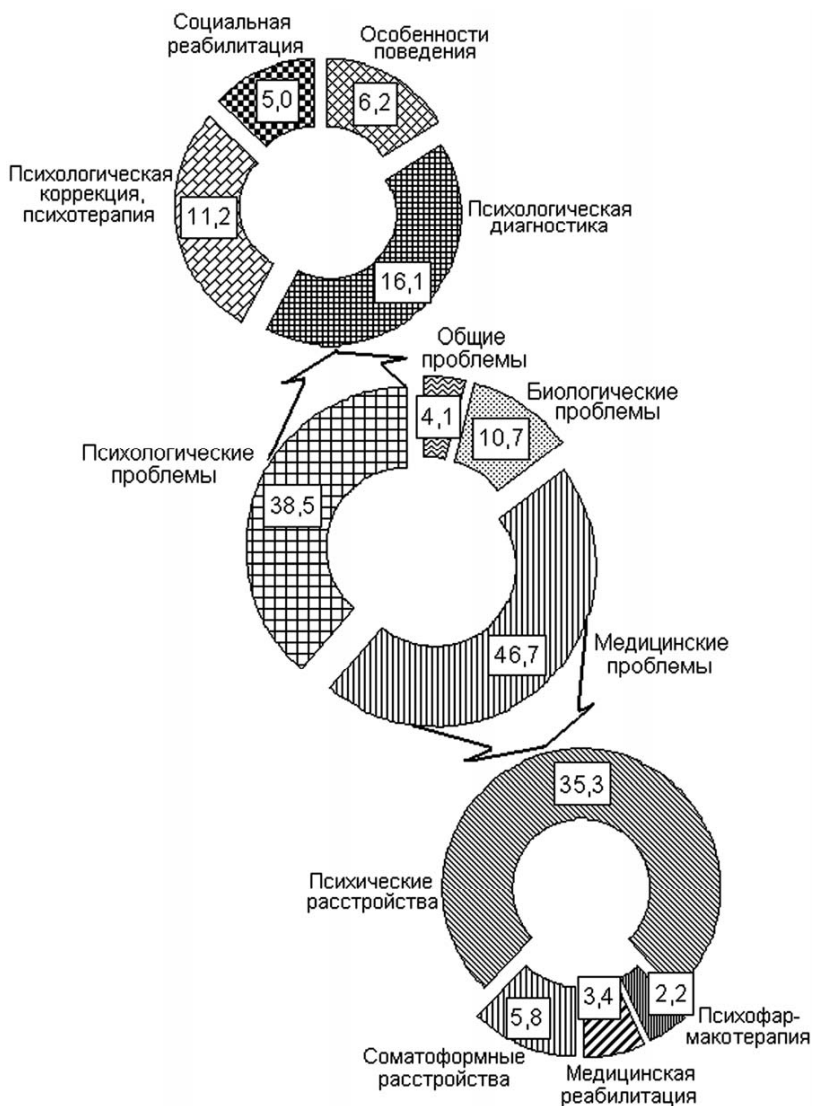 Социальная
реабилитация
Особенности
поведения
5,0
6,2
Психологическая
коррекция,
психотерапия
11,2
Психологическая
диагностика
16,1
Общие
проблемы
4,1
Биологические
проблемы
10,7
Психологические
проблемы
38,5
46,7
Медицинские
проблемы
35,3
Психические
расстройства
5,8
3,4
2,2
Психофар-
макотерапия
Соматоформные
расстройства
Медицинская
реабилитация